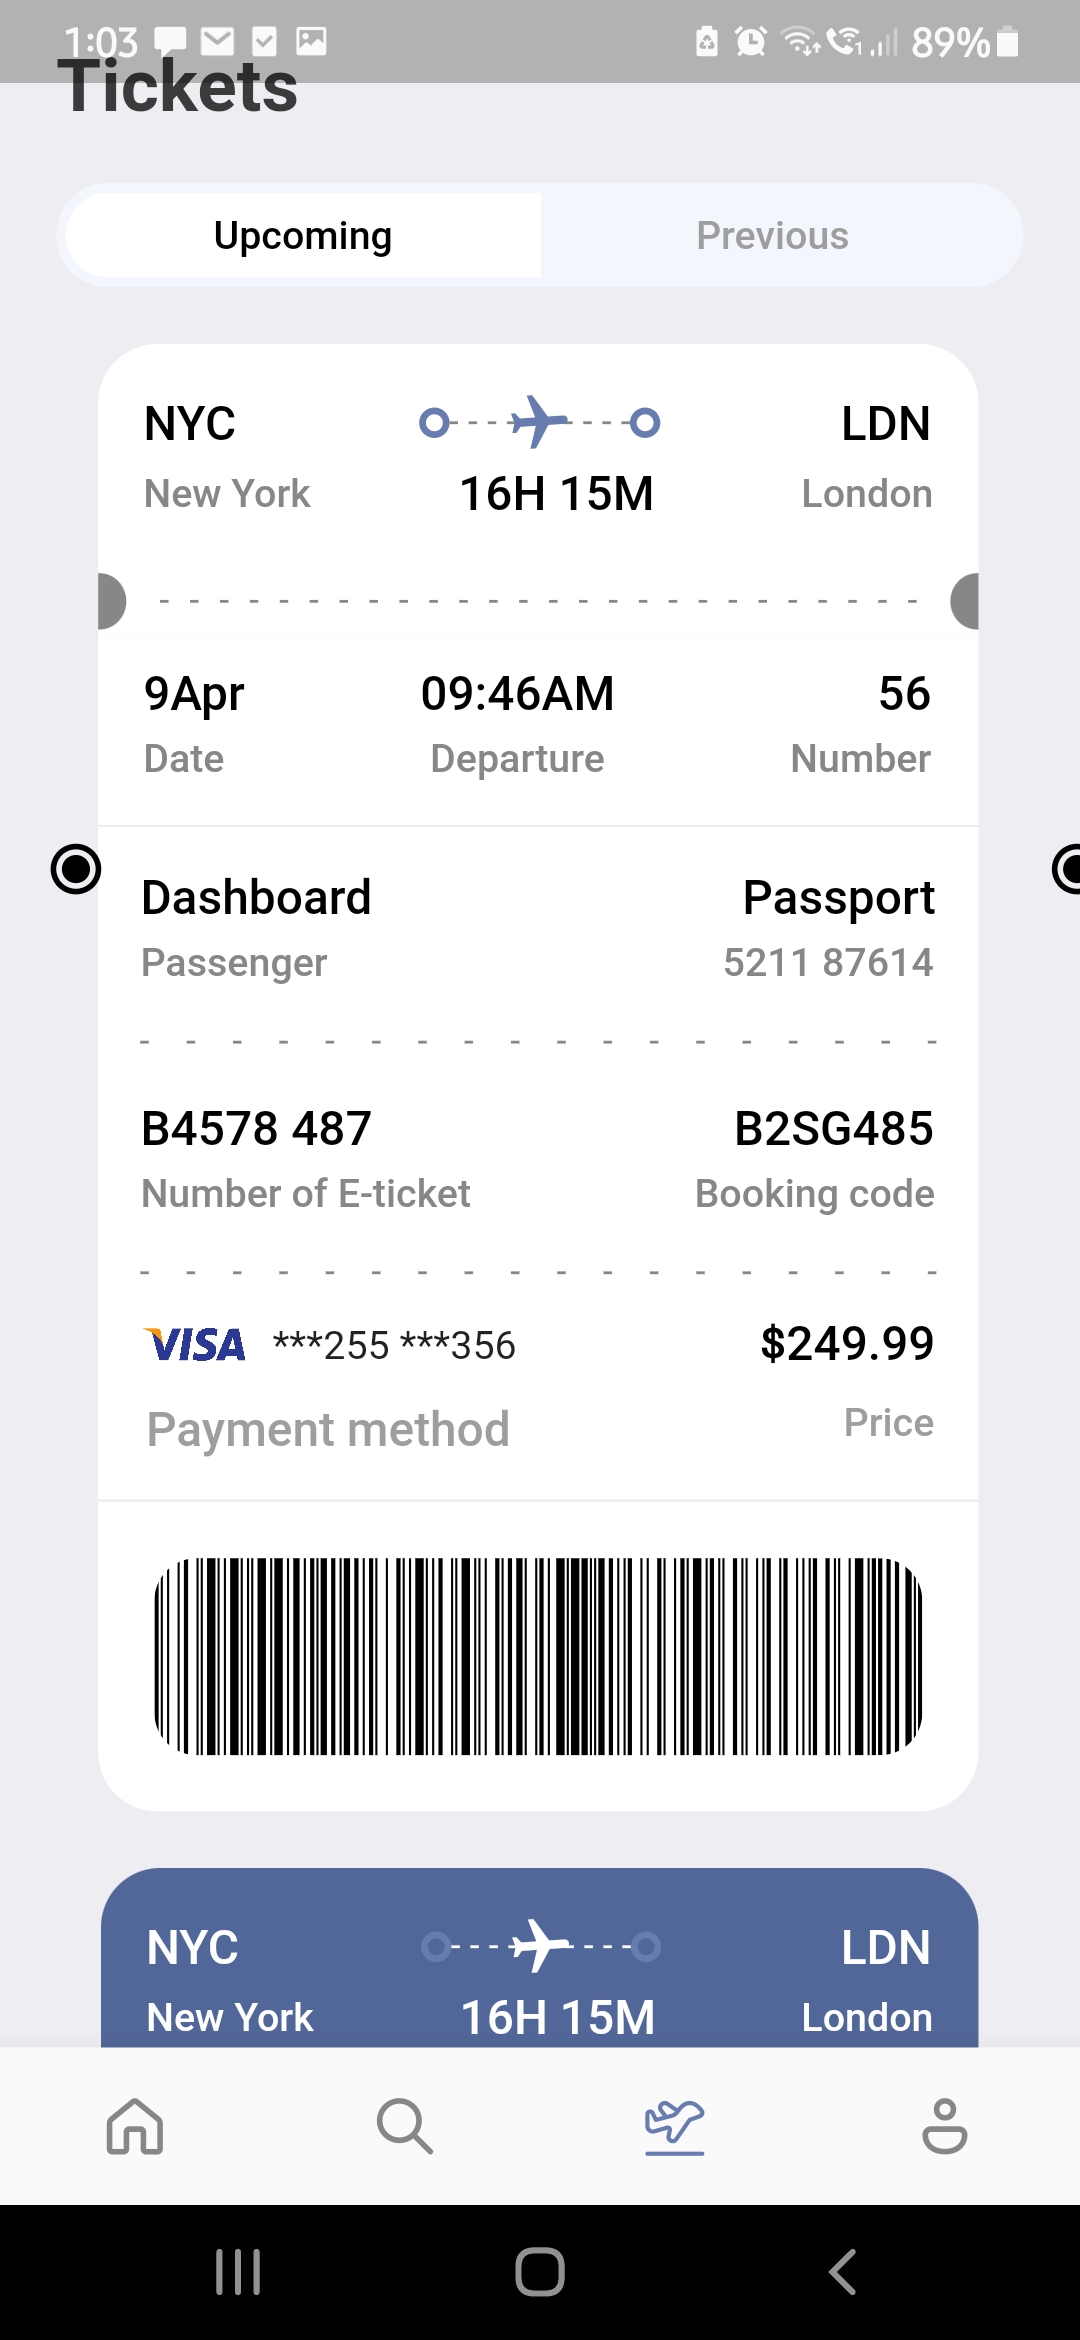 1:03 89%
Tickets
Upcoming Previous
NYC LDN
New York 16H 15M London
9Apr 09:46AM 56
Date Departure Number
Dashboard Passport
Passenger 5211 87614
B4578 487 B2SG485
Number of E-ticket Booking code
VISA ***255 ***356 $249.99
Payment method Price
NYC LDN
New York 16H 15M London